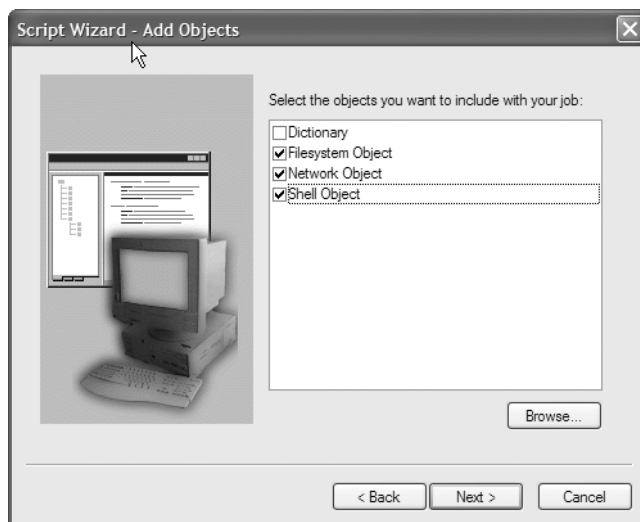 Script Wizard - Add Objects
Select the objects you want to include with your job:
Dictionary
Filesystem Object
Network Object
Shell Object
Browse...
< Back
Next >
Cancel